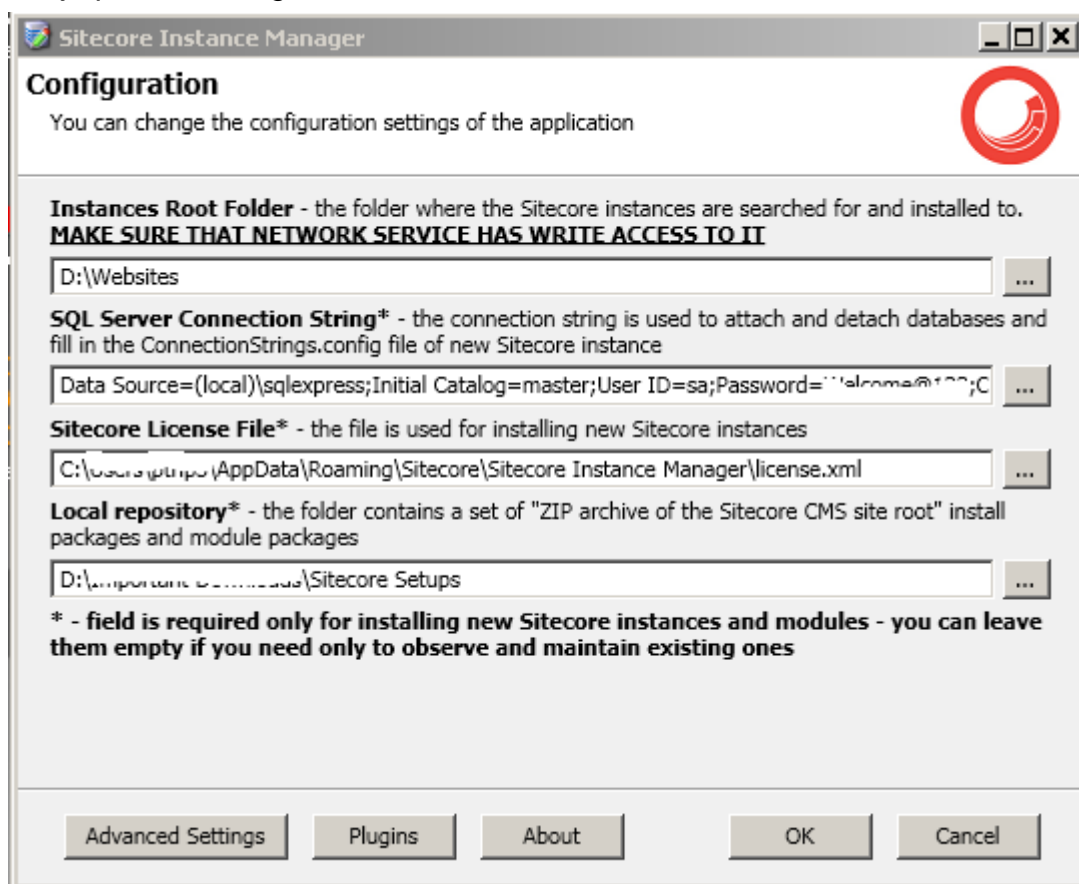 Sitecore Instance Manager
Configuration
You can change the configuration settings of the application
Instances Root Folder - the folder where the Sitecore instances are searched for and installed to.
MAKE SURE THAT NETWORK SERVICE HAS WRITE ACCESS TO IT
D:\Websites
...
SQL Server Connection String* - the connection string is used to attach and detach databases and
fill in the ConnectionStrings.config file of new Sitecore instance
Data Source=(local)\sqlexpress;Initial Catalog=master;User ID=sa;Password= ;C
...
Sitecore License File* - the file is used for installing new Sitecore instances
C:\ \AppData\Roaming\Sitecore\Sitecore Instance Manager\license.xml
...
Local repository* - the folder contains a set of "ZIP archive of the Sitecore CMS site root" install
packages and module packages
D:\ \Sitecore Setups
...
* - field is required only for installing new Sitecore instances and modules - you can leave
them empty if you need only to observe and maintain existing ones
Advanced Settings
Plugins
About
OK
Cancel